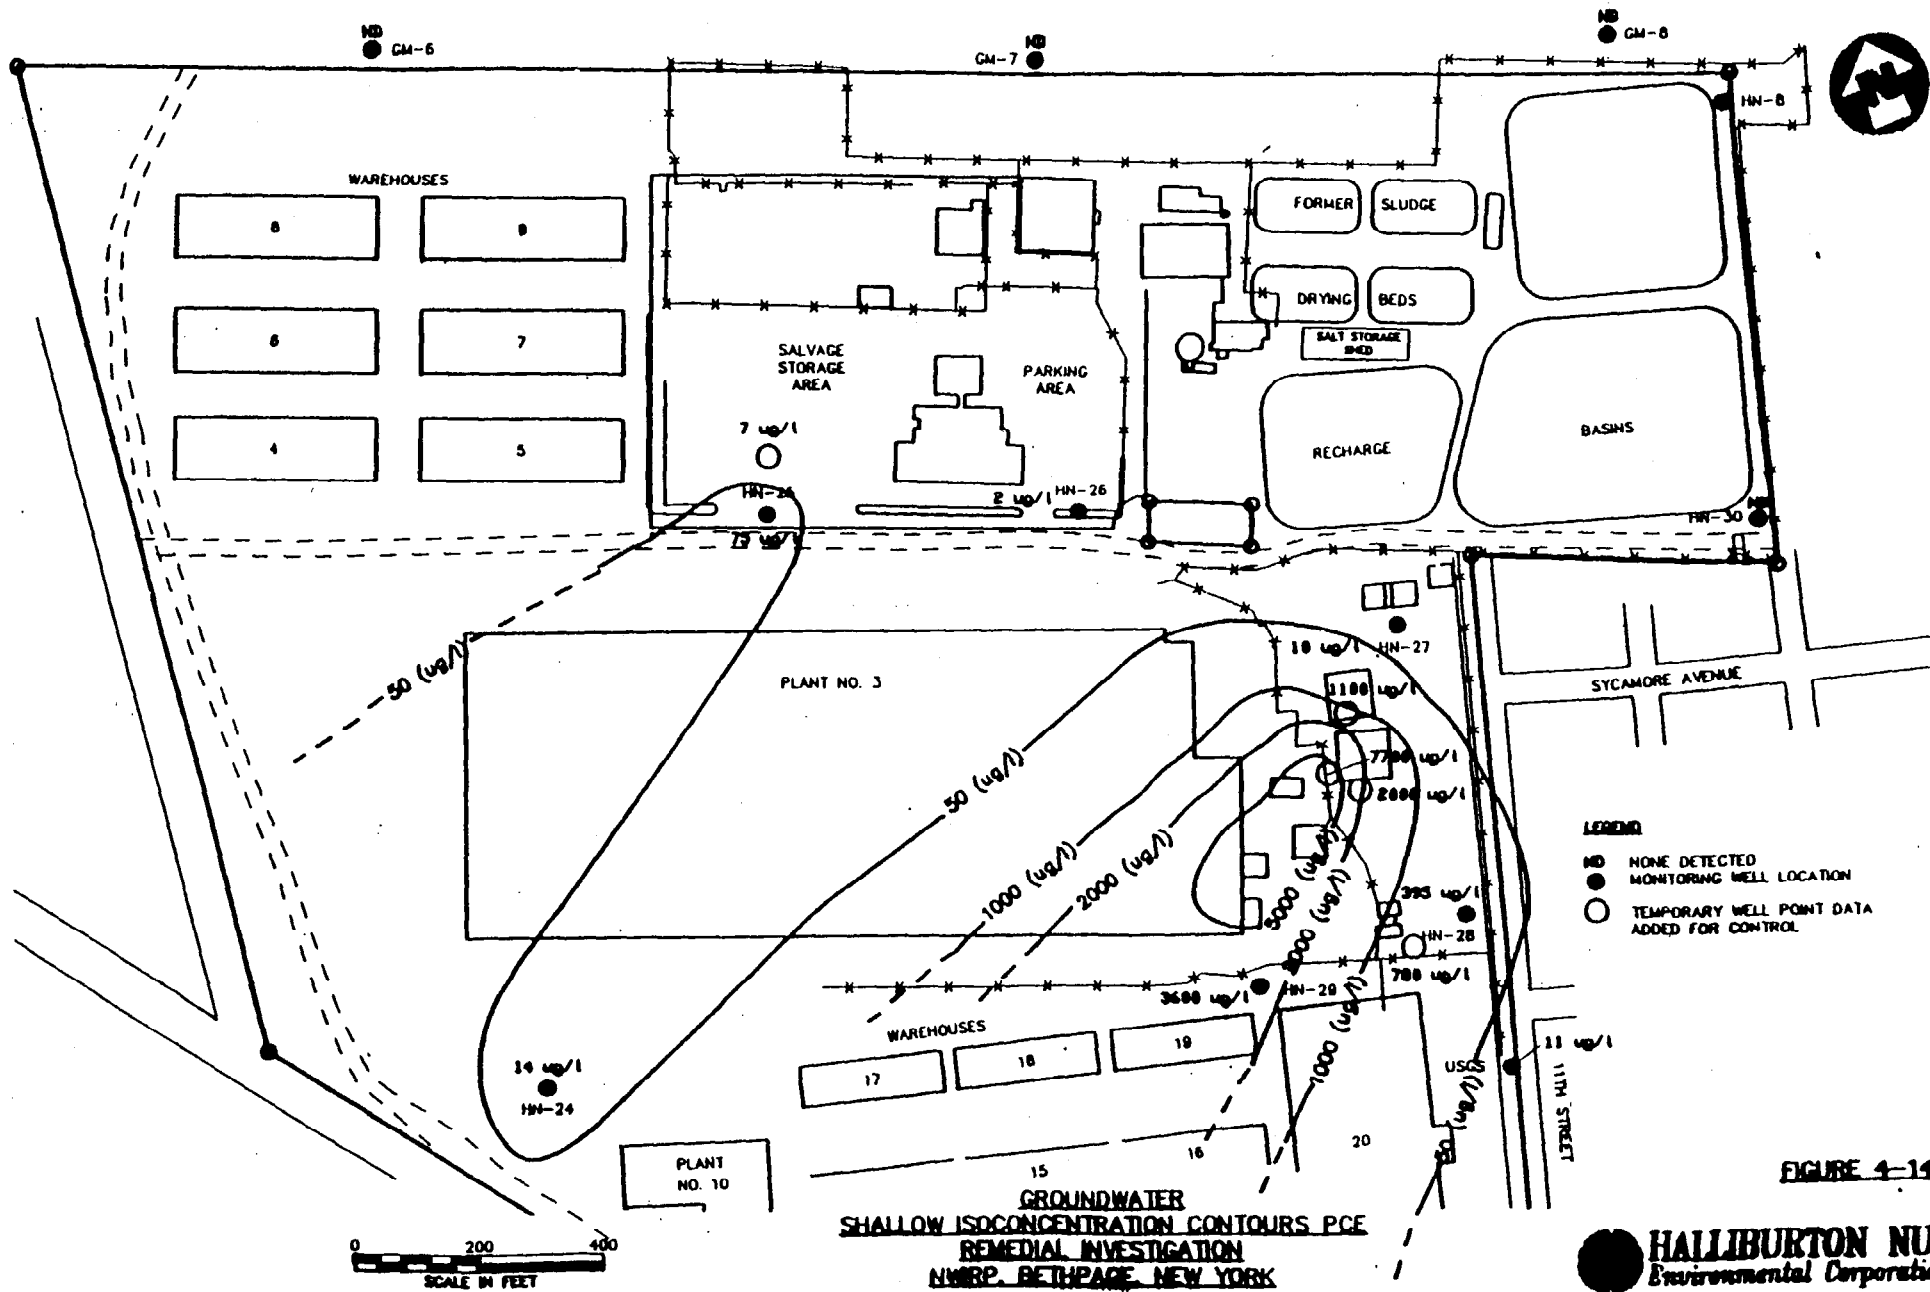 ND
GM-6
ND
GM-7
ND
GM-8
HN-8
WAREHOUSES
8
9
6
7
4
5
FORMER SLUDGE
DRYING BEDS
SALT STORAGE
SHED
SALVAGE
STORAGE
AREA
PARKING
AREA
7 ug/l
2 ug/l
HN-26
75 ug/l
RECHARGE
BASINS
HN-30
50 (ug/l)
PLANT NO. 3
HN-27
1100 ug/l
SYCAMORE AVENUE
7700 ug/l
50 (ug/l)
1000 (ug/l)
2000 (ug/l)
5000 (ug/l)
(ug/l)
1000 (ug/l)
395 ug/l
HN-28
780 ug/l
3600 ug/l
HN-29
LEGEND
ND NONE DETECTED
MONITORING WELL LOCATION
TEMPORARY WELL POINT DATA
ADDED FOR CONTROL
WAREHOUSES
17
18
19
14 ug/l
HN-24
USGS
11 ug/l
11TH STREET
50 (ug/l)
PLANT
NO. 10
15
16
20
FIGURE 4-14
GROUNDWATER
SHALLOW ISOCONCENTRATION CONTOURS PCE
REMEDIAL INVESTIGATION
NWIRP, BETHPAGE, NEW YORK
0 200 400
SCALE IN FEET
HALLIBURTON NU
Environmental Corporatio